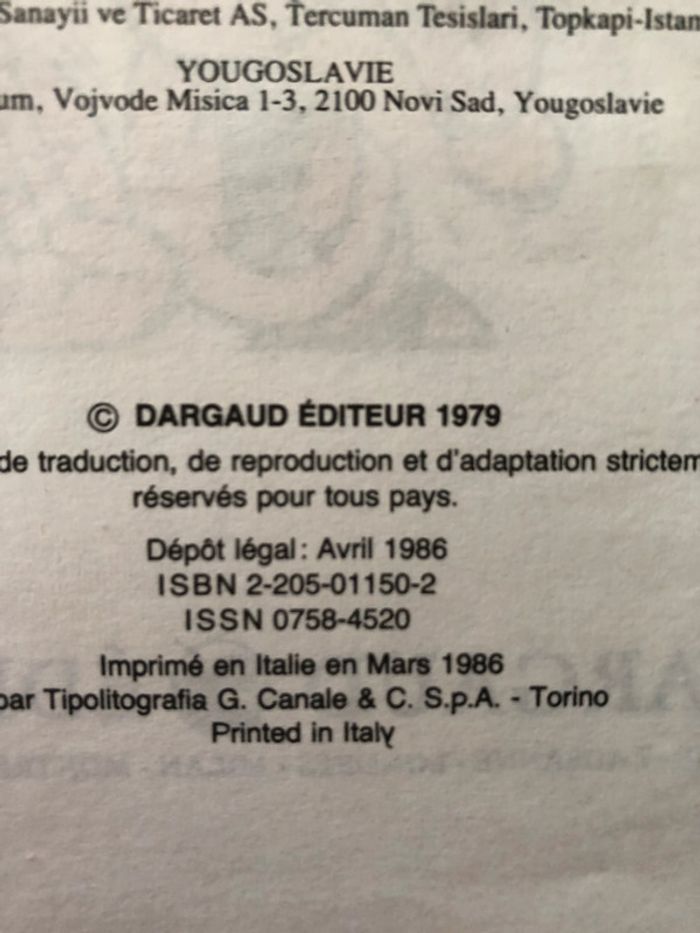 Sanayii ve Ticaret AS, Tercuman Tesislari, Topkapi-Istan
YOUGOSLAVIE
um, Vojvode Misica 1-3, 2100 Novi Sad, Yougoslavie
© DARGAUD ÉDITEUR 1979
de traduction, de reproduction et d'adaptation strictem
réservés pour tous pays.
Dépôt légal : Avril 1986
ISBN 2-205-01150-2
ISSN 0758-4520
Imprimé en Italie en Mars 1986
par Tipolitografia G. Canale & C. S.p.A. - Torino
Printed in Italy